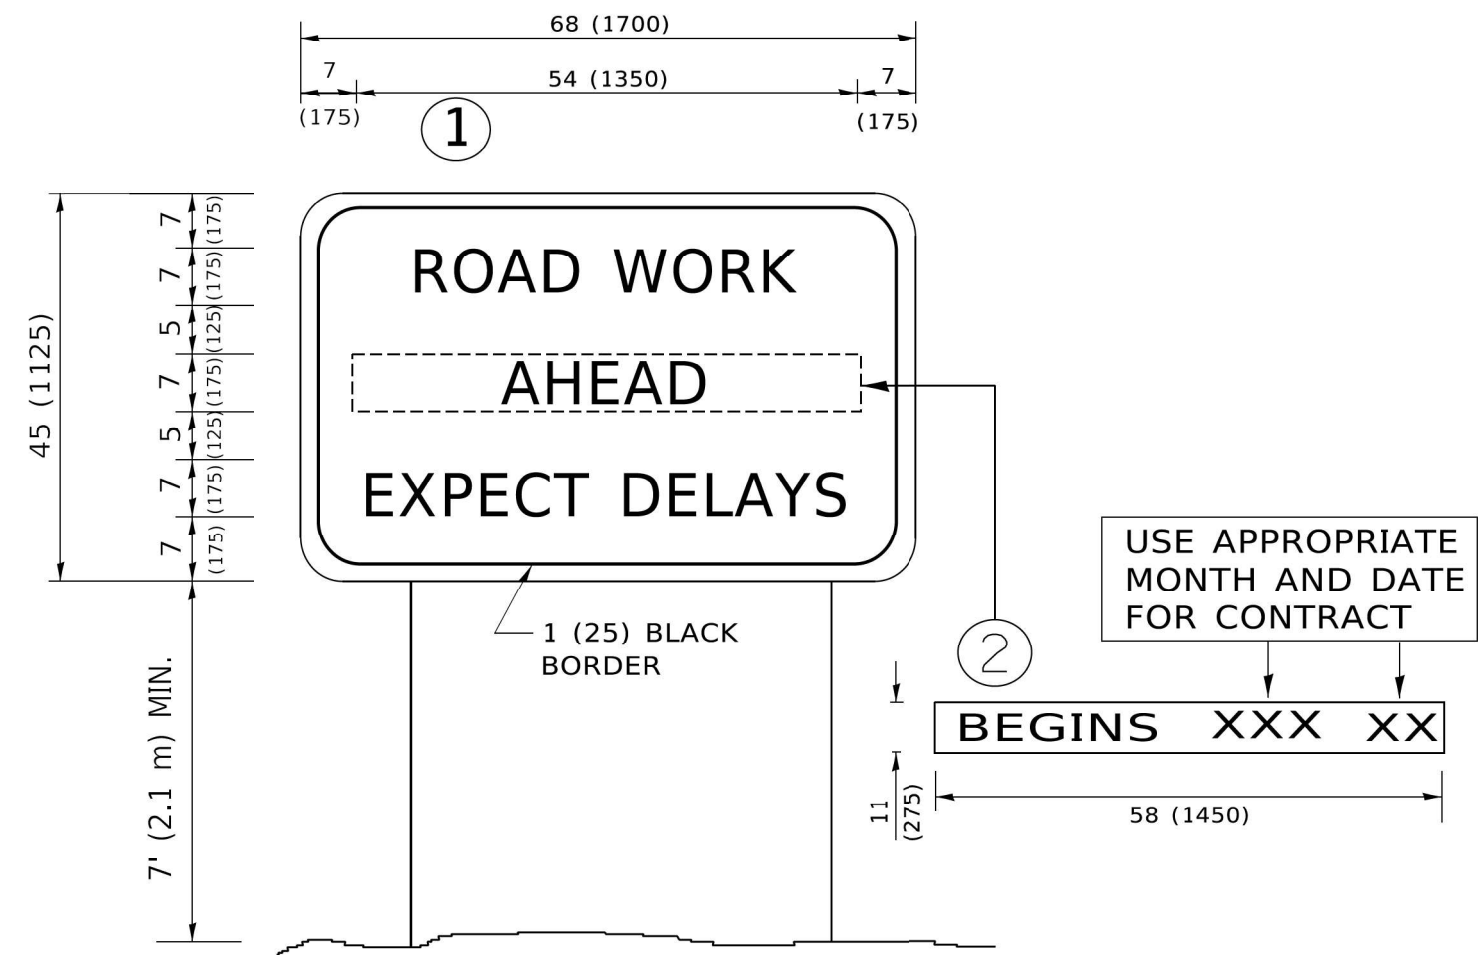 68 (1700)
7
54 (1350)
7
(175)
(175)
1
7
(175)
7
(175)
5
(125)
7
(175)
5
(125)
7
(175)
7
(175)
45 (1125)
ROAD WORK
AHEAD
EXPECT DELAYS
1 (25) BLACK
BORDER
7' (2.1 m) MIN.
USE APPROPRIATE
MONTH AND DATE
FOR CONTRACT
2
BEGINS XXX XX
11
(275)
58 (1450)